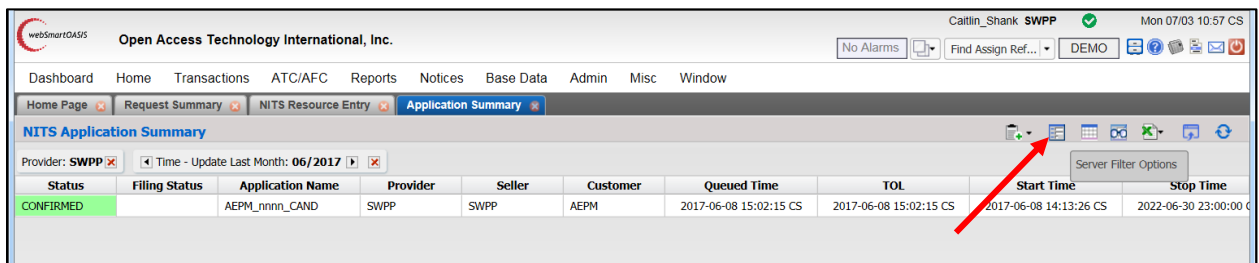 Caitlin_Shank SWPP Mon 07/03 10:57 CS
webSmartOASIS
Open Access Technology International, Inc.
No Alarms Find Assign Ref... DEMO
Dashboard Home Transactions ATC/AFC Reports Notices Base Data Admin Misc Window
Home Page Request Summary NITS Resource Entry Application Summary
NITS Application Summary
Provider: SWPP Time - Update Last Month: 06/2017
Server Filter Options
Status Filing Status Application Name Provider Seller Customer Queued Time TOL Start Time Stop Time
CONFIRMED AEPM_nnnn_CAND SWPP SWPP AEPM 2017-06-08 15:02:15 CS 2017-06-08 15:02:15 CS 2017-06-08 14:13:26 CS 2022-06-30 23:00:00